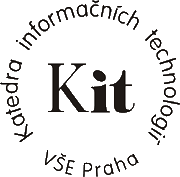 Katedra informačních technologií
Kit
VŠE Praha